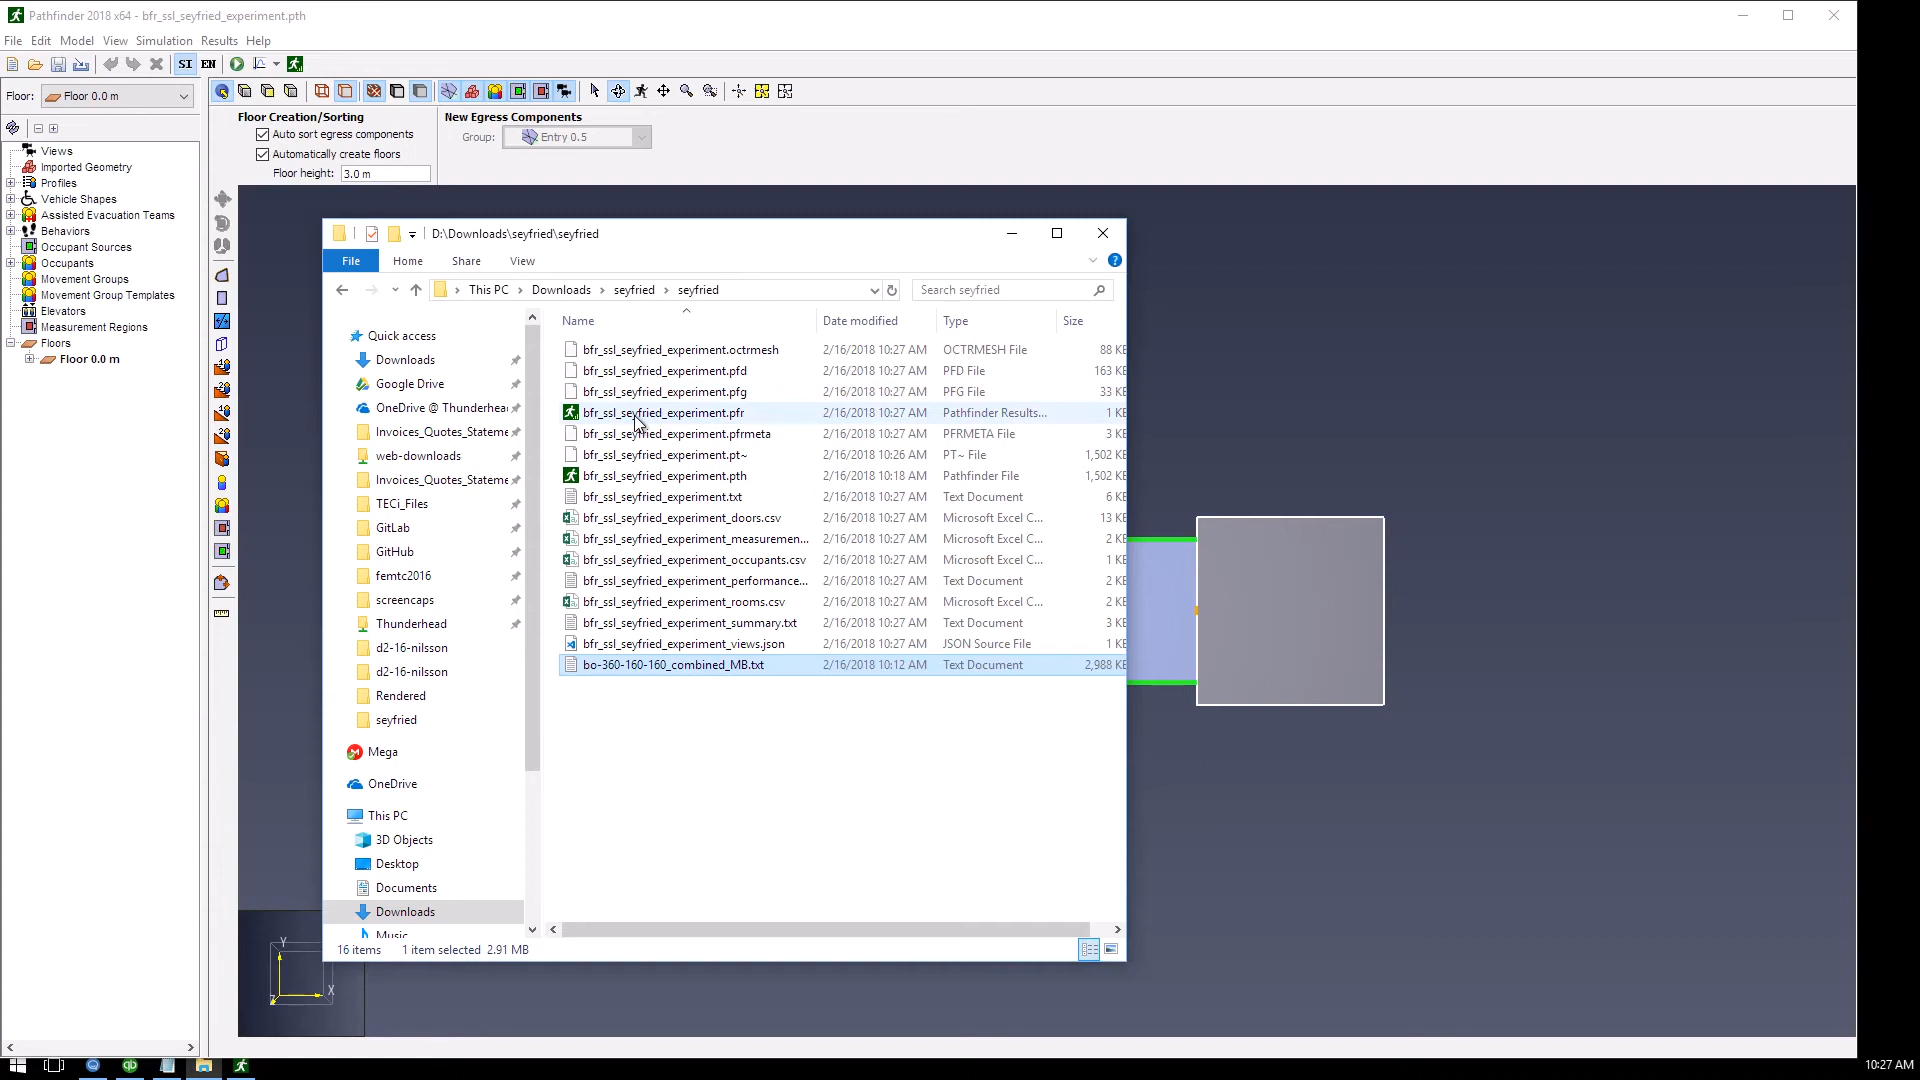 Pathfinder 2018 x64 - bfr_ssl_seyfried_experiment.pth
File Edit Model View Simulation Results Help
SI EN
Floor: Floor 0.0 m
Floor Creation/Sorting
Auto sort egress components
Automatically create floors
Floor height: 3.0 m
New Egress Components
Group: Entry 0.5
Views
Imported Geometry
Profiles
Vehicle Shapes
Assisted Evacuation Teams
Behaviors
Occupant Sources
Occupants
Movement Groups
Movement Group Templates
Elevators
Measurement Regions
Floors
Floor 0.0 m
D:\Downloads\seyfried\seyfried
File Home Share View
This PC Downloads seyfried seyfried
Search seyfried
Quick access
Downloads
Google Drive
OneDrive @ Thunderhea
Invoices_Quotes_Stateme
web-downloads
Invoices_Quotes_Stateme
TECi_Files
GitLab
GitHub
femtc2016
screencaps
Thunderhead
d2-16-nilsson
d2-16-nilsson
Rendered
seyfried
Mega
OneDrive
This PC
3D Objects
Desktop
Documents
Downloads
Music
Name Date modified Type Size
bfr_ssl_seyfried_experiment.octrmesh 2/16/2018 10:27 AM OCTRMESH File 88 KB
bfr_ssl_seyfried_experiment.pfd 2/16/2018 10:27 AM PFD File 163 KB
bfr_ssl_seyfried_experiment.pfg 2/16/2018 10:27 AM PFG File 33 KB
bfr_ssl_seyfried_experiment.pfr 2/16/2018 10:27 AM Pathfinder Results... 1 KB
bfr_ssl_seyfried_experiment.pfrmeta 2/16/2018 10:27 AM PFRMETA File 3 KB
bfr_ssl_seyfried_experiment.pt~ 2/16/2018 10:26 AM PT~ File 1,502 KB
bfr_ssl_seyfried_experiment.pth 2/16/2018 10:18 AM Pathfinder File 1,502 KB
bfr_ssl_seyfried_experiment.txt 2/16/2018 10:27 AM Text Document 6 KB
bfr_ssl_seyfried_experiment_doors.csv 2/16/2018 10:27 AM Microsoft Excel C... 13 KB
bfr_ssl_seyfried_experiment_measuremen... 2/16/2018 10:27 AM Microsoft Excel C... 2 KB
bfr_ssl_seyfried_experiment_occupants.csv 2/16/2018 10:27 AM Microsoft Excel C... 1 KB
bfr_ssl_seyfried_experiment_performance... 2/16/2018 10:27 AM Text Document 2 KB
bfr_ssl_seyfried_experiment_rooms.csv 2/16/2018 10:27 AM Microsoft Excel C... 2 KB
bfr_ssl_seyfried_experiment_summary.txt 2/16/2018 10:27 AM Text Document 3 KB
bfr_ssl_seyfried_experiment_views.json 2/16/2018 10:27 AM JSON Source File 1 KB
bo-360-160-160_combined_MB.txt 2/16/2018 10:12 AM Text Document 2,988 KB
16 items 1 item selected 2.91 MB
Y
X
Z
10:27 AM